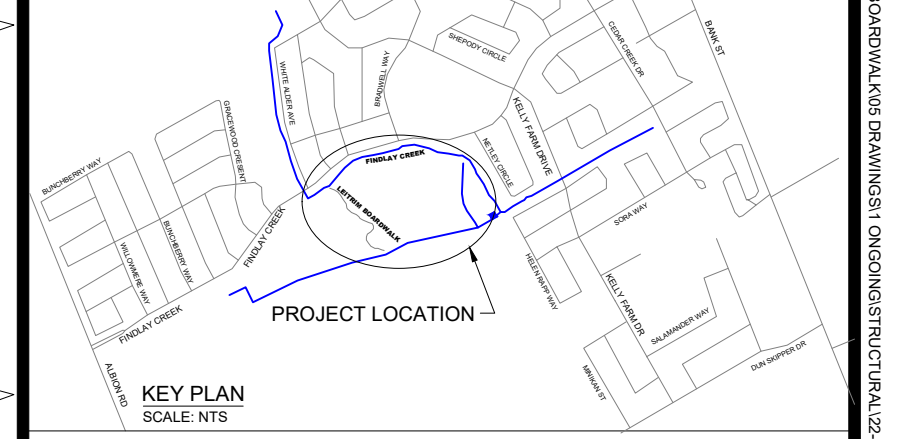 BANK ST
CEDAR CREEK DR
SHEPODY CIRCLE
BRADWELL WAY
WHITE ALDER AVE
GRACEWOOD CRESENT
KELLY FARM DRIVE
NETLEY CIRCLE
FINDLAY CREEK
BUNCHBERRY WAY
LEITRIM BOARDWALK
SORA WAY
FINDLAY CREEK
BUNCHBERRY WAY
WILLOWMERE WAY
HELEN RAPP WAY
KELLY FARM DR
PROJECT LOCATION
FINDLAY CREEK
SALAMANDER WAY
DUN SKIPPER DR
MINIKAN ST
ALBION RD
KEY PLAN
SCALE: NTS
BOARDWALK\05 DRAWINGS\1 ONGOING\STRUCTURAL\22-